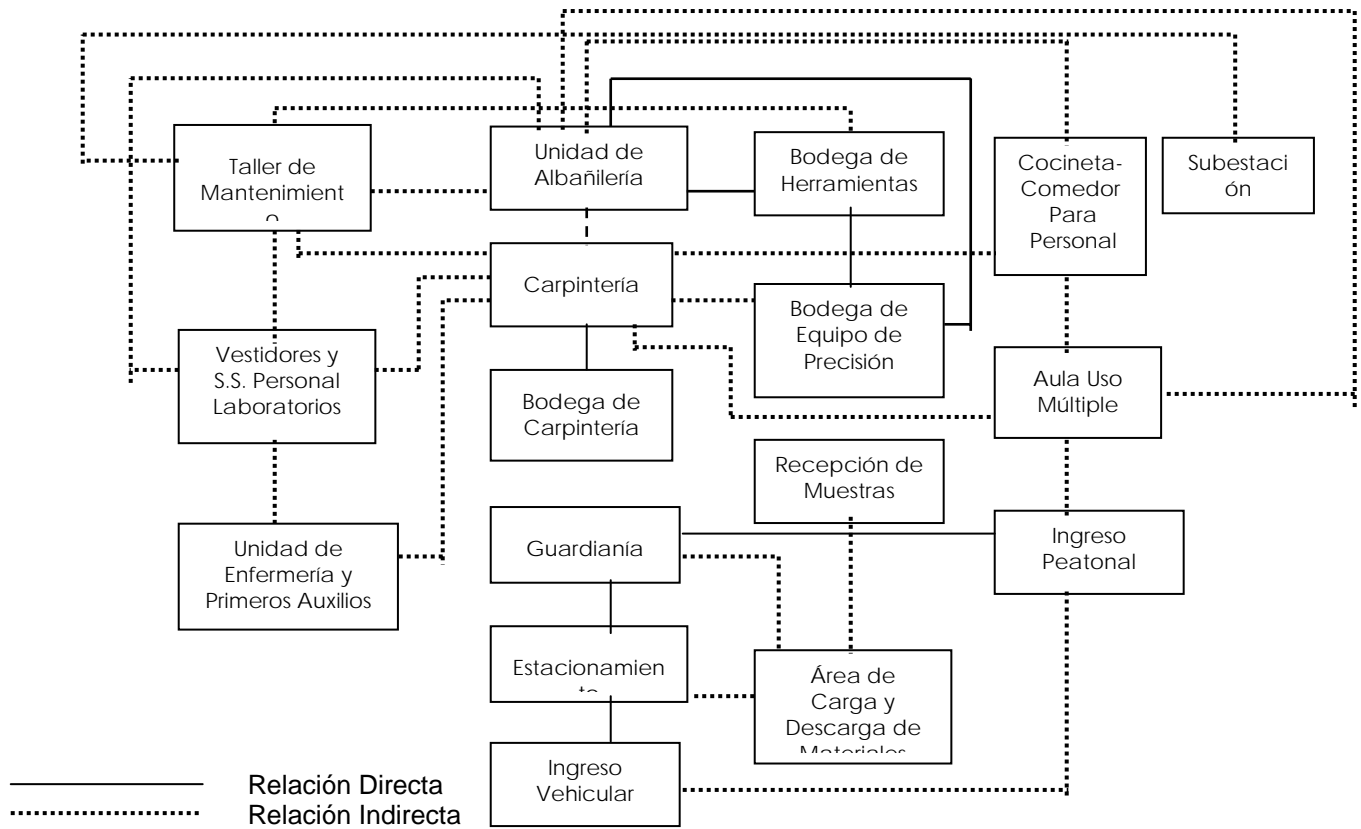 Taller de
Mantenimient
Unidad de
Albañilería
Bodega de
Herramientas
Cocineta-
Comedor
Para
Personal
Subestaci
ón
Carpintería
Bodega de
Equipo de
Precisión
Vestidores y
S.S. Personal
Laboratorios
Bodega de
Carpintería
Aula Uso
Múltiple
Recepción de
Muestras
Unidad de
Enfermería y
Primeros Auxilios
Guardianía
Ingreso
Peatonal
Estacionamie
Área de
Carga y
Descarga de
Materiales
Ingreso
Vehicular
Relación Directa
Relación Indirecta